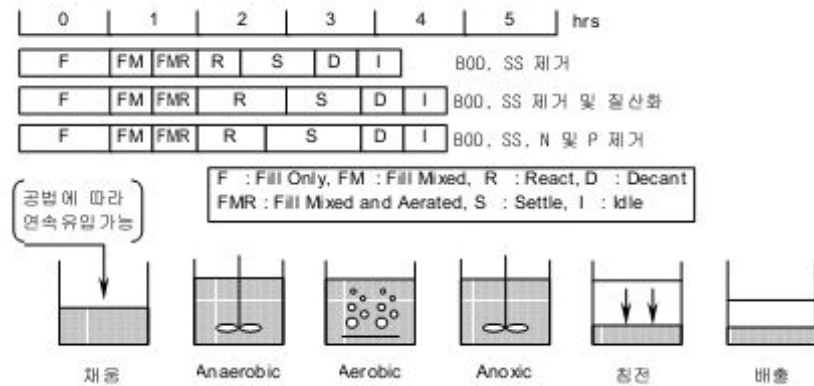 0 1 2 3 4 5 hrs
F FM FMR R S D I BOD, SS 제거
F FM FMR R S D I BOD, SS 제거 및 질산화
F FM FMR R S D I BOD, SS, N 및 P 제거
F : Fill Only, FM : Fill Mixed, R : React, D : Decant
FMR : Fill Mixed and Aerated, S : Settle, I : Idle
공법에 따라
연속유입가능
채움 Anaerobic Aerobic Anoxic 침전 배출